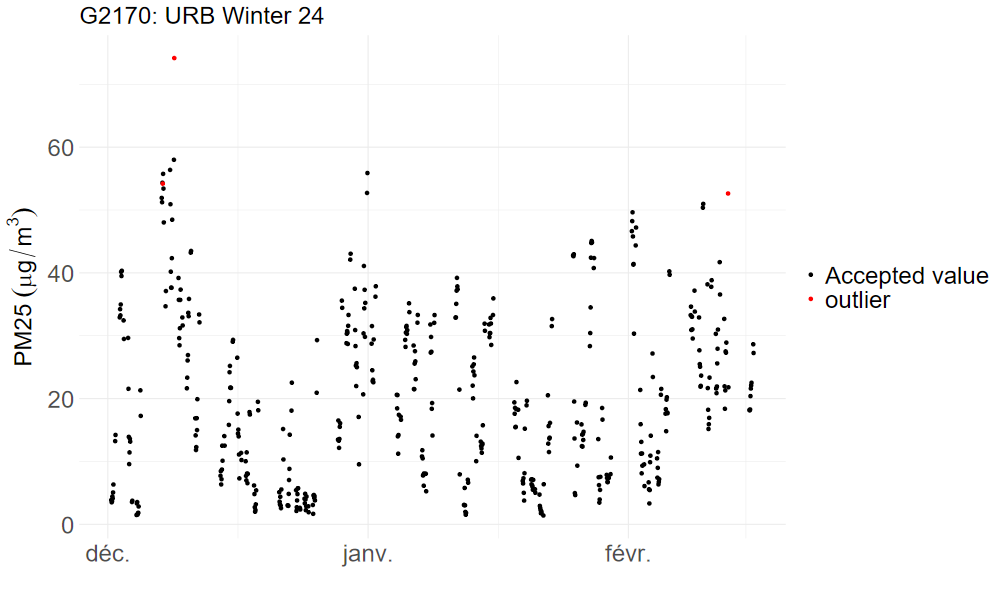 G2170: URB Winter 24
60
40
20
0
PM25 (μg/m³)
déc.
janv.
févr.
Accepted value
outlier